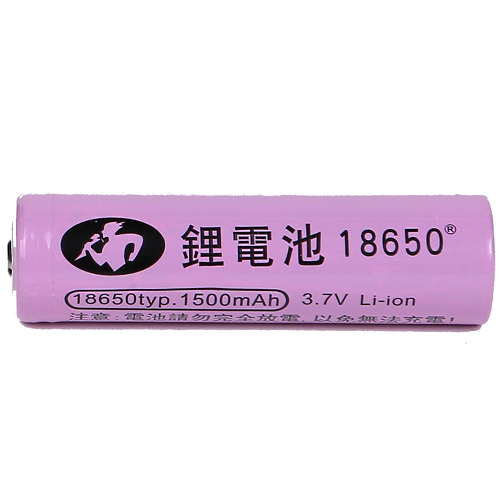 鋰電池 18650®
18650typ.1500mAh 3.7V Li-ion
注意:電池請勿完全放電,以免無法充電!